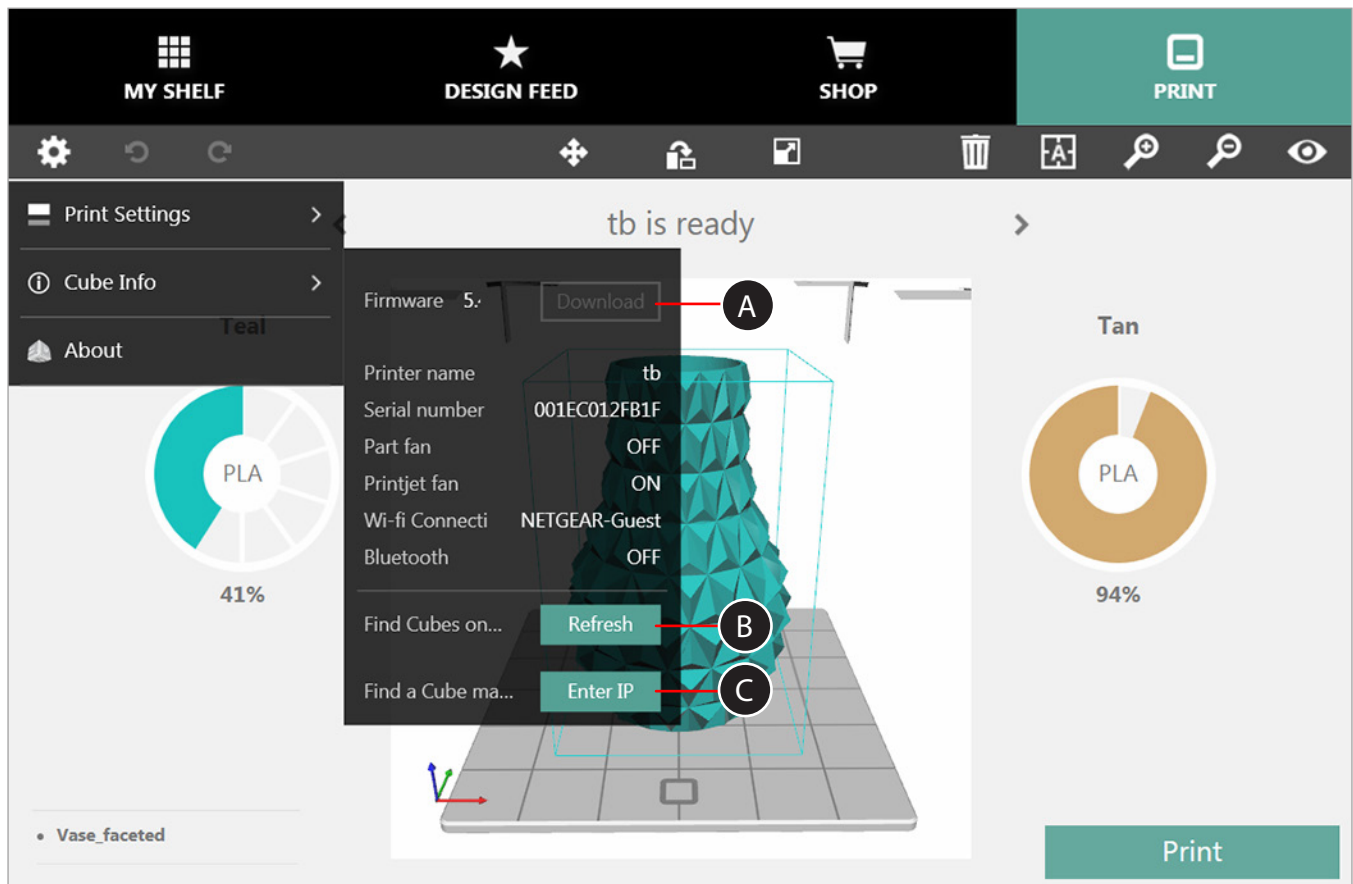 MY SHELF
DESIGN FEED
SHOP
PRINT
A
Print Settings
tb is ready
Cube Info
About
Teal
Tan
Firmware 5.
Download
A
Printer name tb
Serial number 001EC012FB1F
Part fan OFF
Printjet fan ON
Wi-fi Connecti NETGEAR-Guest
Bluetooth OFF
Find Cubes on... Refresh
B
Find a Cube ma... Enter IP
C
PLA
41%
PLA
94%
• Vase_faceted
Print